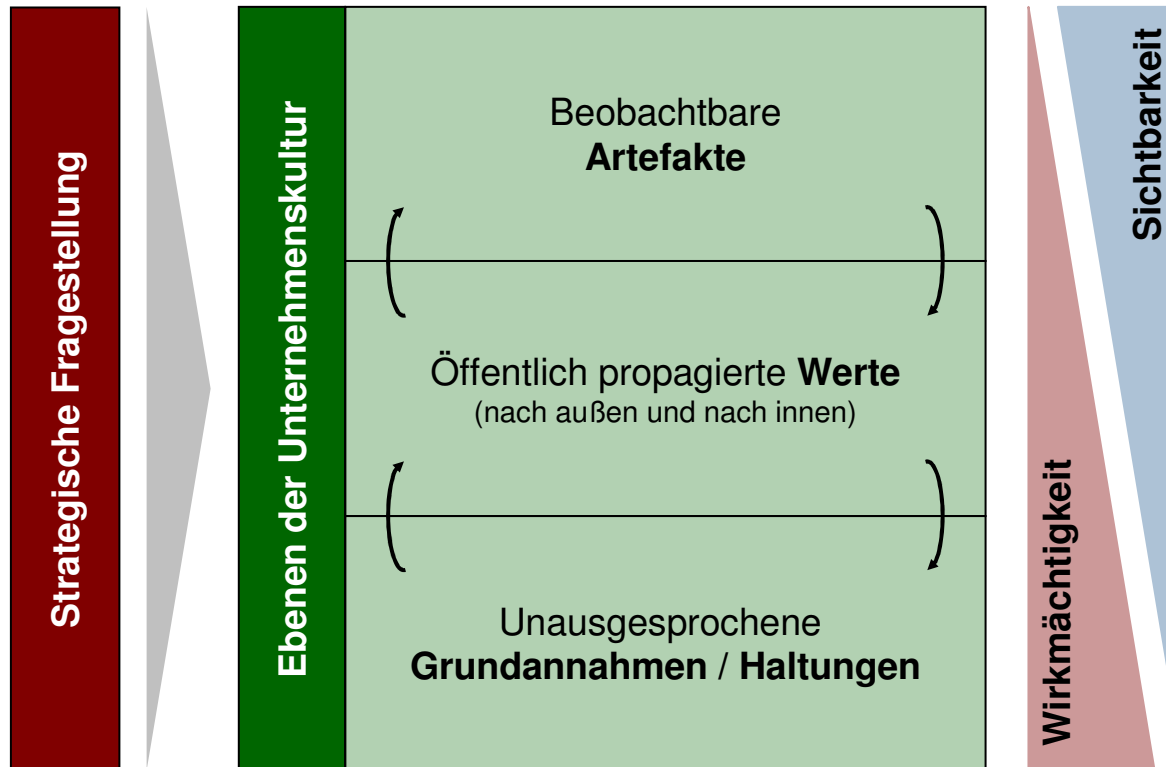 Strategische Fragestellung
Ebenen der Unternehmenskultur
Beobachtbare
Artefakte
Öffentlich propagierte Werte
(nach außen und nach innen)
Unausgesprochene
Grundannahmen / Haltungen
Wirkmächtigkeit
Sichtbarkeit